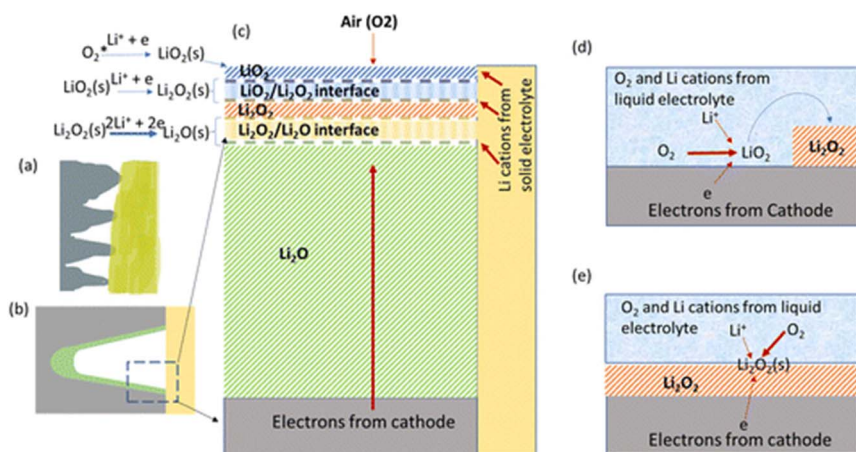 (c)
Air (O2)
O₂* Li⁺ + e LiO₂(s)
LiO₂(s) Li⁺ + e Li₂O₂(s)
Li₂O₂(s) 2Li⁺ + 2e Li₂O(s)
LiO₂
LiO₂/Li₂O₂ interface
Li₂O₂
Li₂O₂/Li₂O interface
Li cations from
solid electrolyte
Li₂O
Electrons from cathode
(a)
(b)
(d)
O₂ and Li cations from
liquid electrolyte
Li⁺
O₂
LiO₂
Li₂O₂
e
Electrons from Cathode
(e)
O₂ and Li cations from liquid
electrolyte
Li⁺
O₂
Li₂O₂(s)
Li₂O₂
e
Electrons from cathode